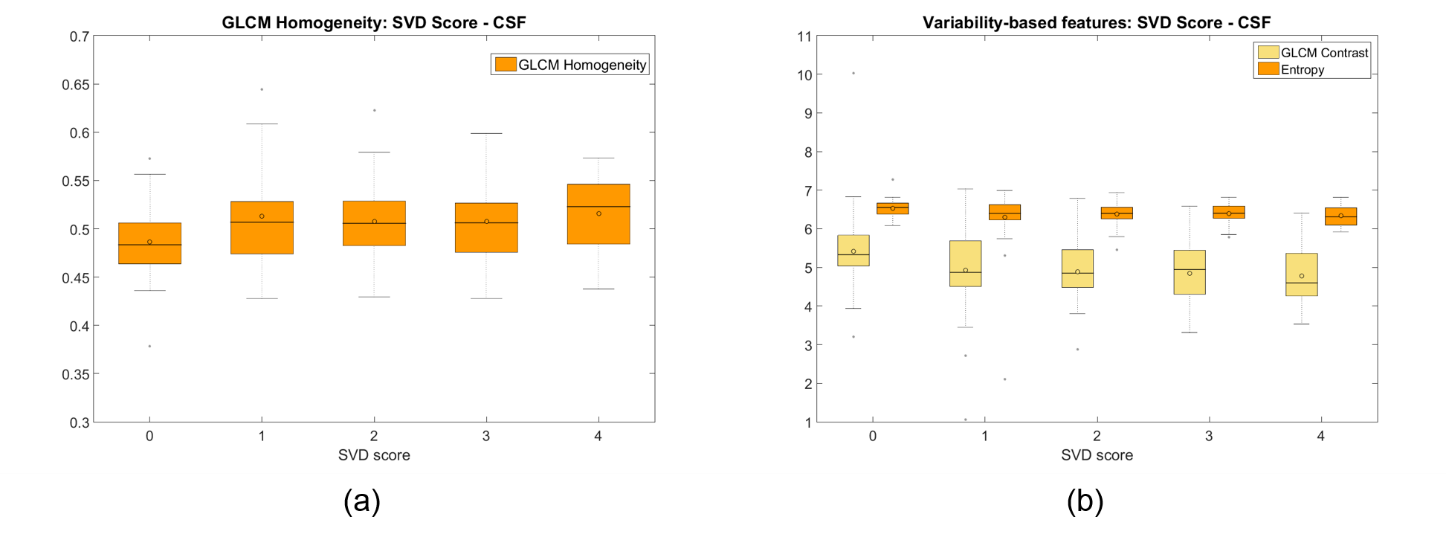 GLCM Homogeneity: SVD Score - CSF
0.7
0.65
0.6
0.55
0.5
0.45
0.4
0.35
0.3
GLCM Homogeneity
0 1 2 3 4
SVD score
(a)
Variability-based features: SVD Score - CSF
11
10
9
8
7
6
5
4
3
2
1
GLCM Contrast
Entropy
0 1 2 3 4
SVD score
(b)